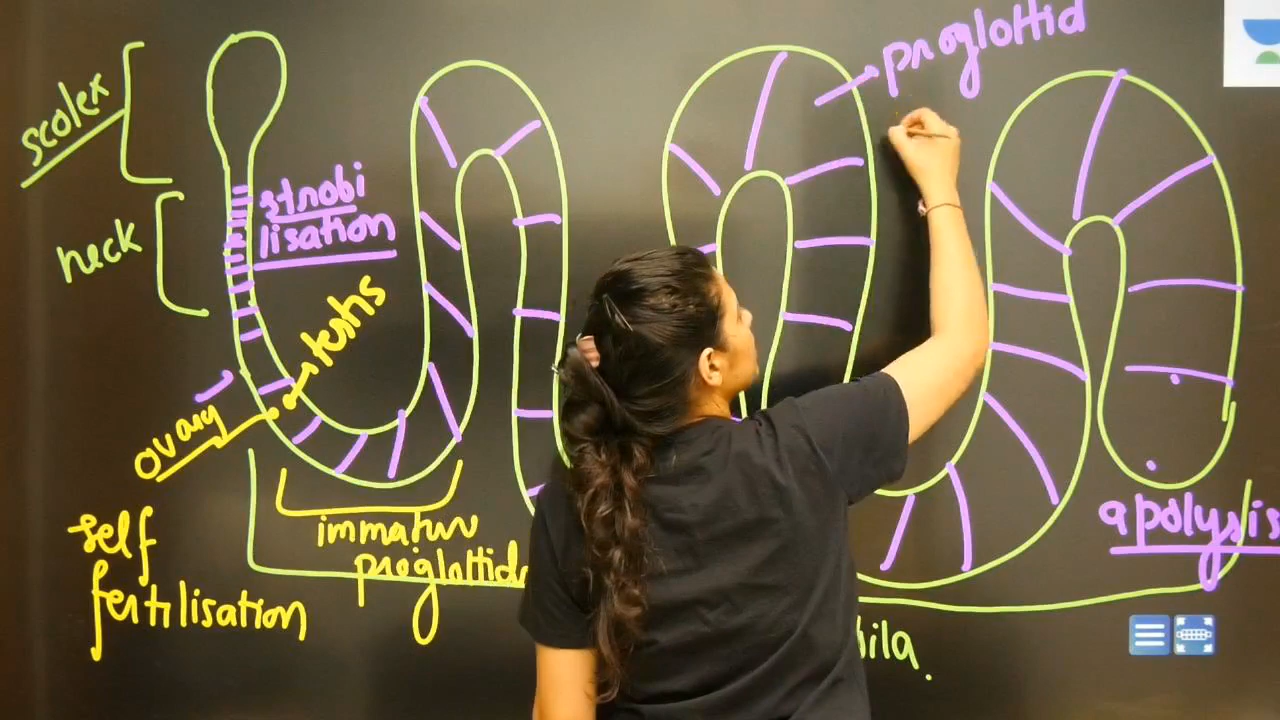 proglottid
scolex
strobi
lisation
neck
testis
ovary
apolysis
immature
proglottids
self
fertilisation